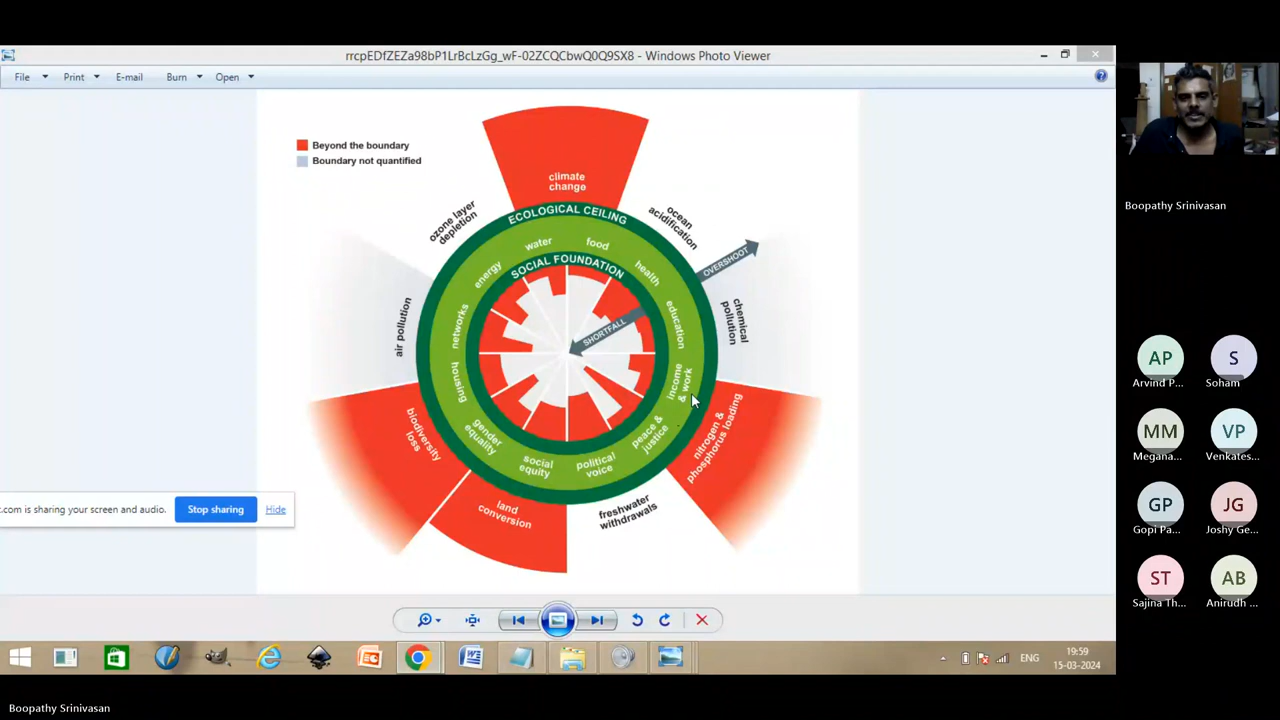 rrcpEDfZEZa98bP1LrBcLzGg_wF-02ZCQCbwQ0Q9SX8 - Windows Photo Viewer
File
Print
E-mail
Burn
Open
Beyond the boundary
Boundary not quantified
climate
change
ozone layer
depletion
ocean
acidification
ECOLOGICAL CEILING
water
food
energy
health
SOCIAL FOUNDATION
OVERSHOOT
networks
education
SHORTFALL
air pollution
chemical
pollution
housing
income
& work
biodiversity
loss
gender
equality
peace &
justice
nitrogen &
phosphorus loading
social
equity
political
voice
land
conversion
freshwater
withdrawals
.com is sharing your screen and audio.
Stop sharing
Hide
ENG
19:59
15-03-2024
Boopathy Srinivasan
AP
S
Arvind P...
Soham
MM
VP
Megana...
Venkates...
GP
JG
Gopi Pa...
Joshy Ge...
ST
AB
Sajina Th...
Anirudh ...
Boopathy Srinivasan